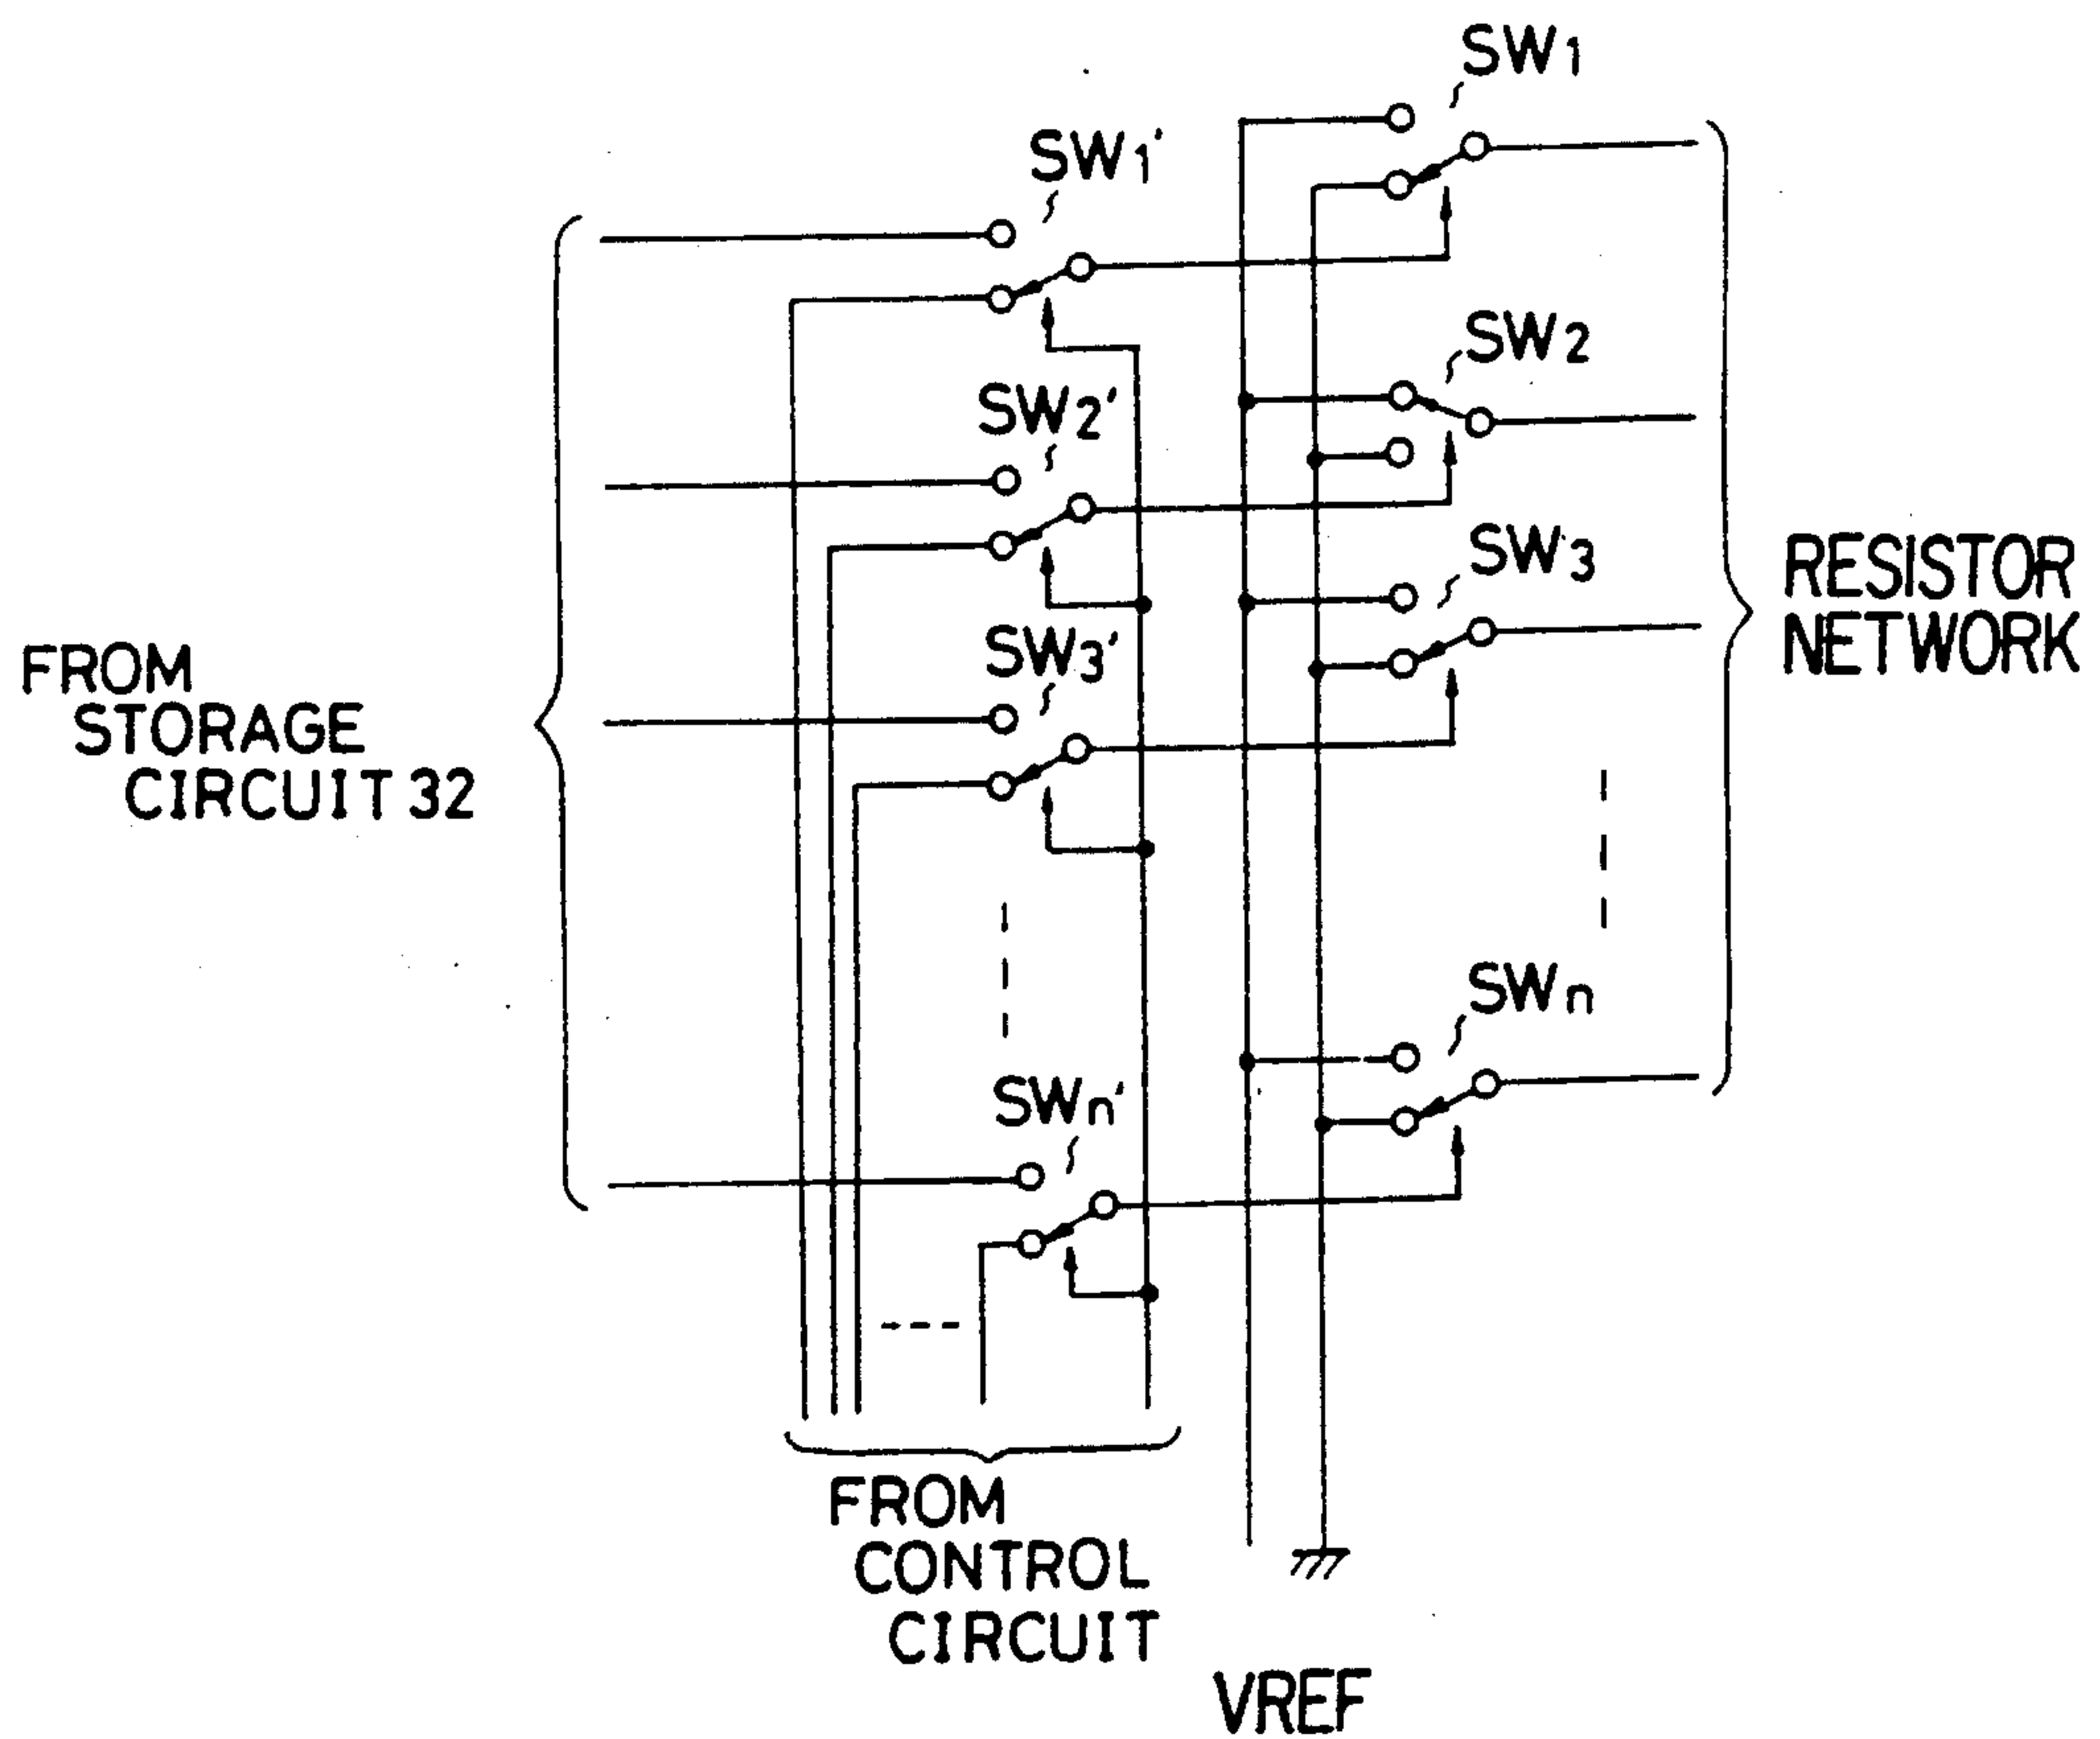 SW1
SW1'
SW2
SW2'
SW3
SW3'
RESISTOR
NETWORK
FROM
STORAGE
CIRCUIT 32
SWn
SWn'
FROM
CONTROL
CIRCUIT
VREF